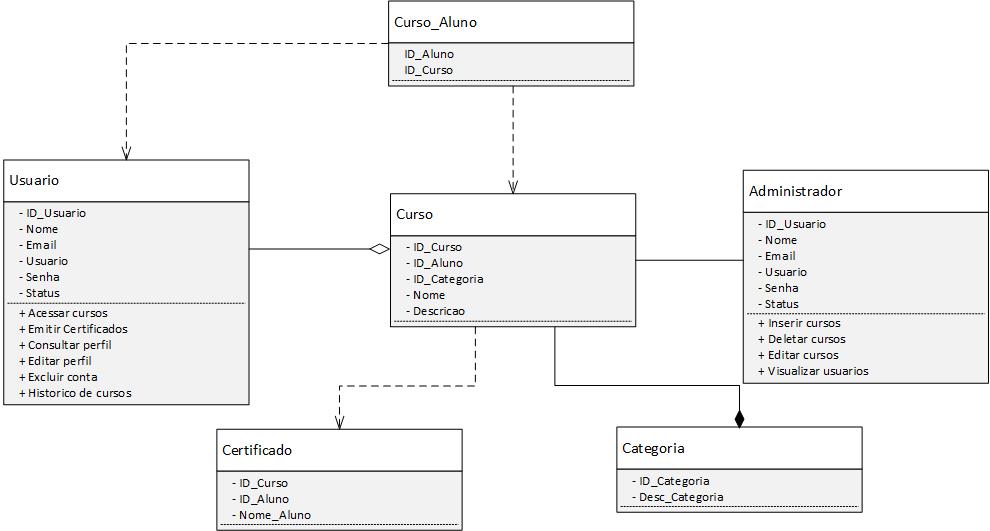 Curso_Aluno
ID_Aluno
ID_Curso
Usuario
- ID_Usuario
- Nome
- Email
- Usuario
- Senha
- Status
+ Acessar cursos
+ Emitir Certificados
+ Consultar perfil
+ Editar perfil
+ Excluir conta
+ Historico de cursos
Curso
- ID_Curso
- ID_Aluno
- ID_Categoria
- Nome
- Descricao
Administrador
- ID_Usuario
- Nome
- Email
- Usuario
- Senha
- Status
+ Inserir cursos
+ Deletar cursos
+ Editar cursos
+ Visualizar usuarios
Certificado
- ID_Curso
- ID_Aluno
- Nome_Aluno
Categoria
- ID_Categoria
- Desc_Categoria